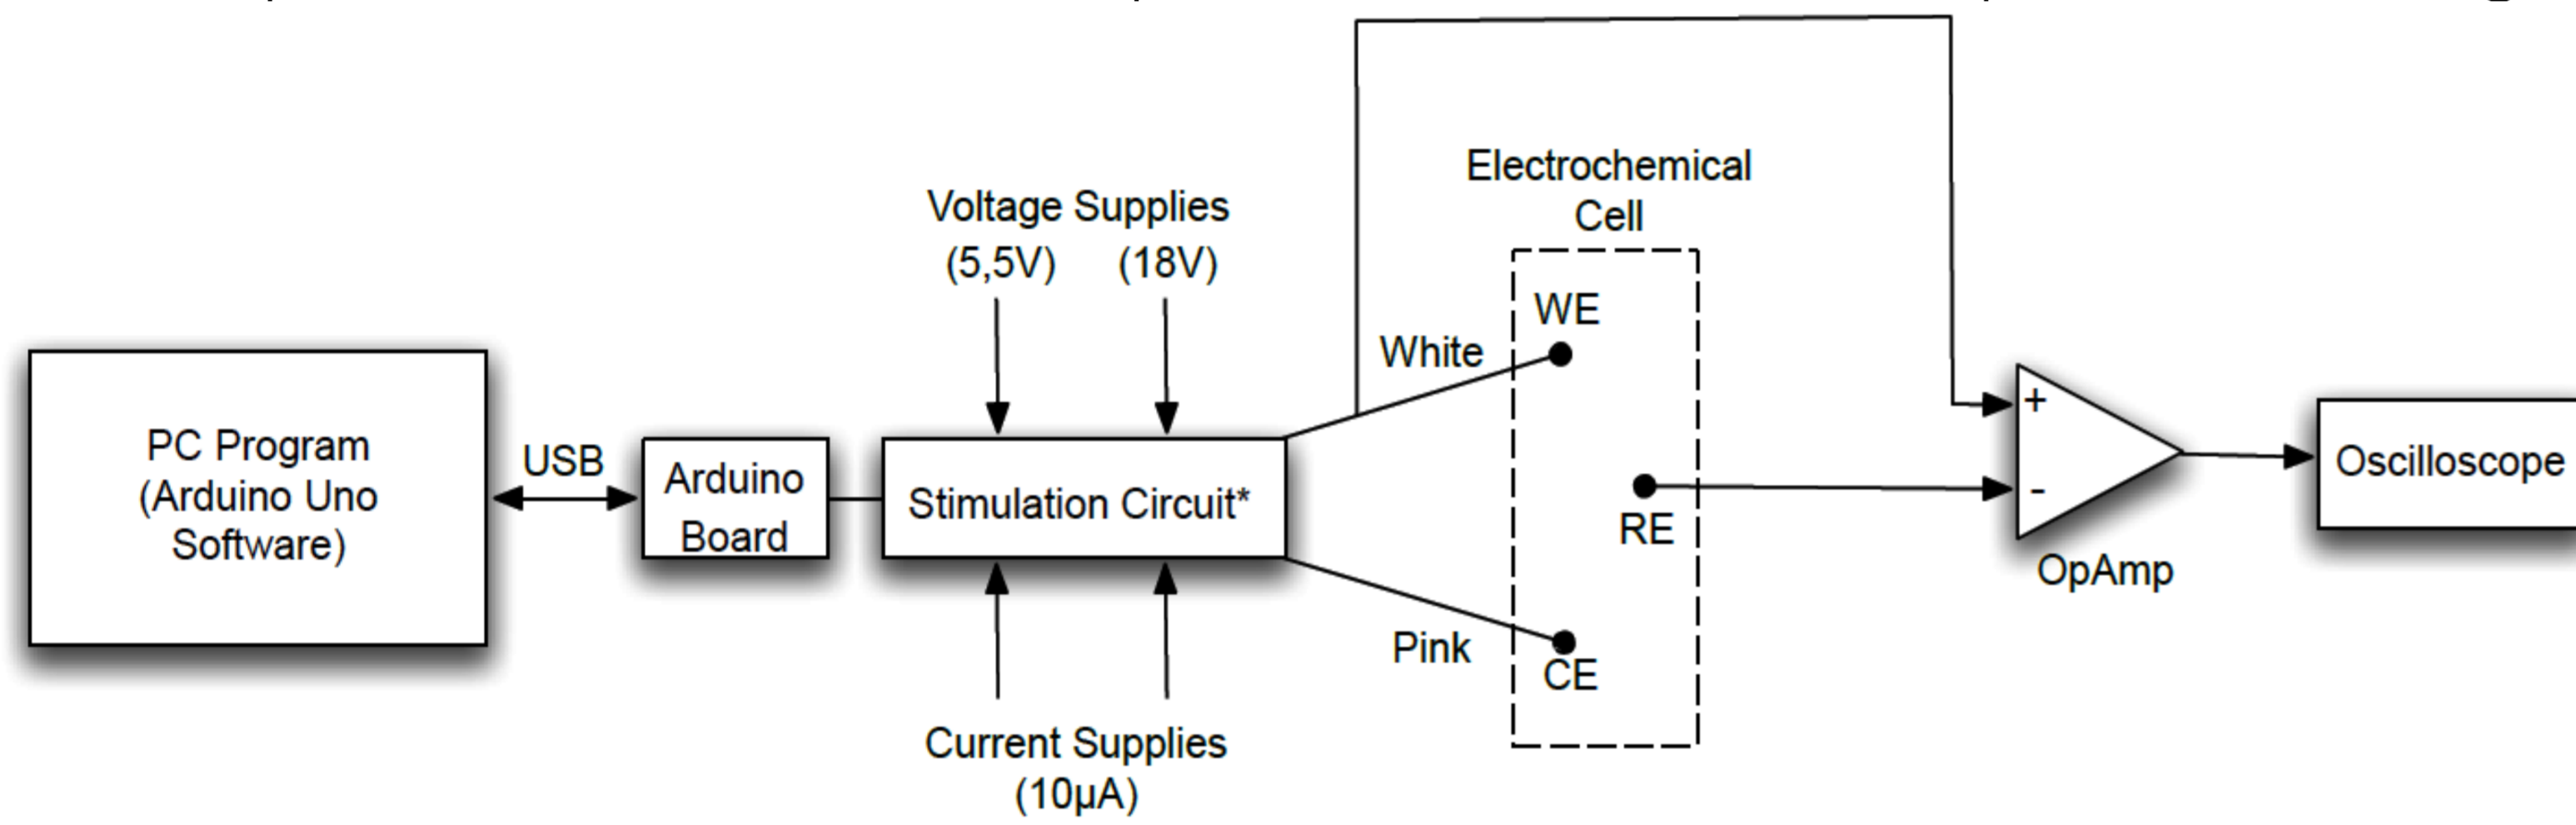 PC Program
(Arduino Uno
Software)
USB
Arduino
Board
Voltage Supplies
(5,5V) (18V)
Stimulation Circuit*
Current Supplies
(10µA)
White
Pink
Electrochemical
Cell
WE
RE
CE
+
-
OpAmp
Oscilloscope